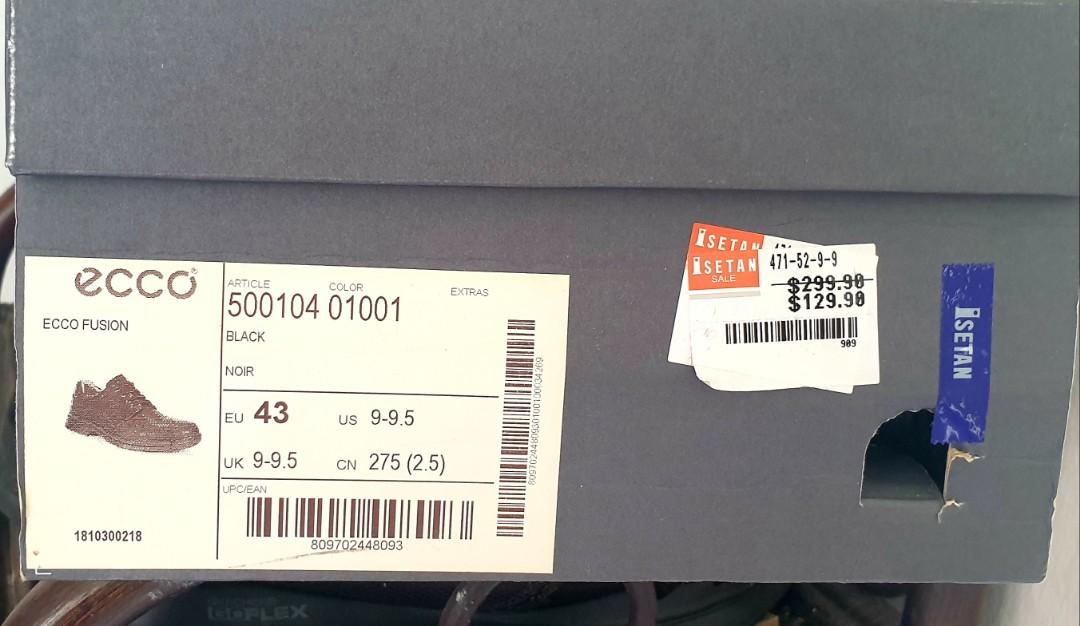 ecco
ECCO FUSION
1810300218
ARTICLE COLOR EXTRAS
500104 01001
BLACK
NOIR
EU 43 US 9-9.5
UK 9-9.5 CN 275 (2.5)
UPC/EAN
809702448093
ISETAN
ISETAN
SALE
471-52-9-9
$299.90
$129.90
909
ISETAN
FLEX